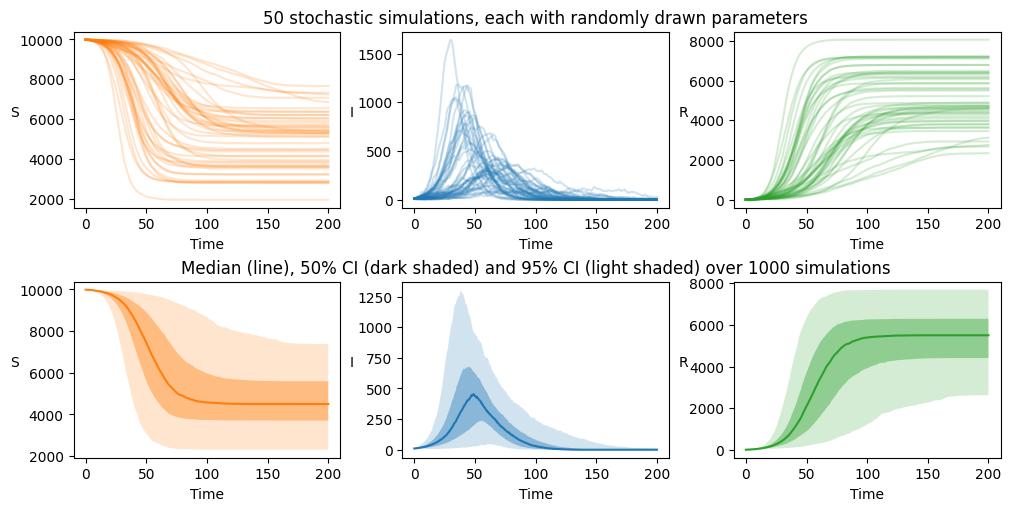 50 stochastic simulations, each with randomly drawn parameters
10000
8000
6000
4000
2000
S
0 50 100 150 200
Time
1500
1000
500
0
I
0 50 100 150 200
Time
8000
6000
4000
2000
0
R
0 50 100 150 200
Time
Median (line), 50% CI (dark shaded) and 95% CI (light shaded) over 1000 simulations
10000
8000
6000
4000
2000
S
0 50 100 150 200
Time
1250
1000
750
500
250
0
I
0 50 100 150 200
Time
8000
6000
4000
2000
0
R
0 50 100 150 200
Time